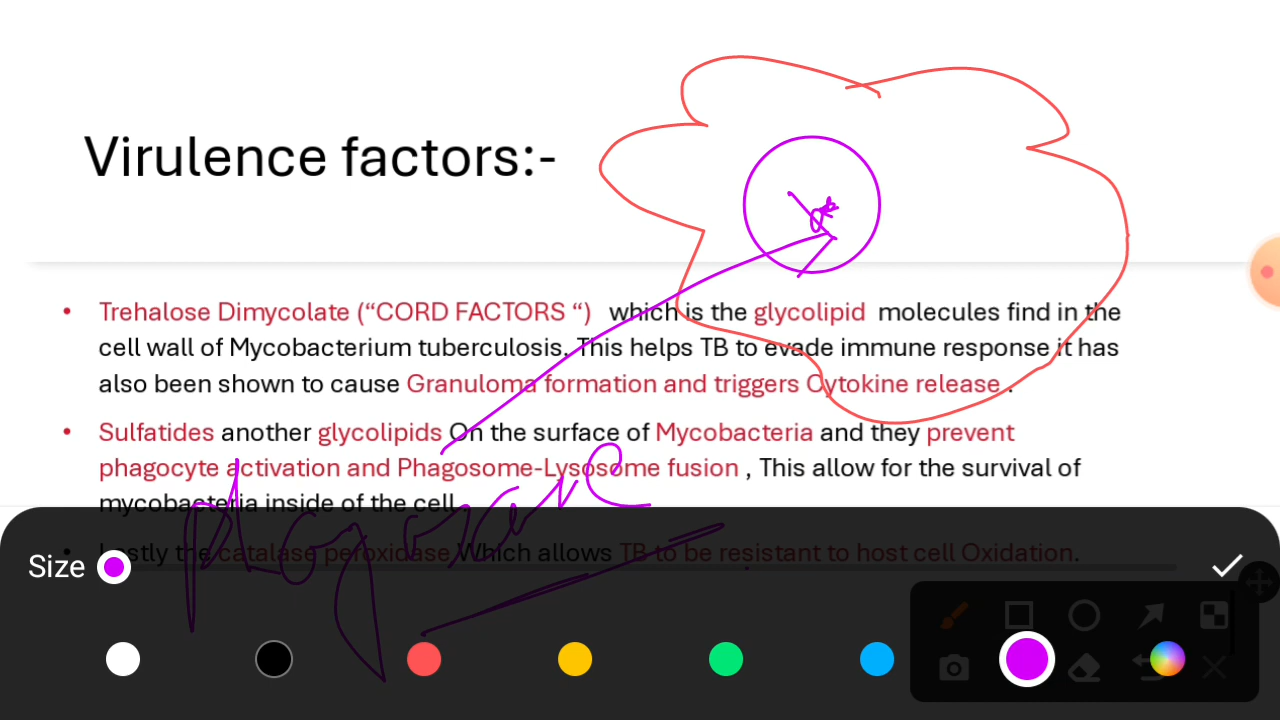 Virulence factors:-
• Trehalose Dimycolate (“CORD FACTORS “) which is the glycolipid molecules find in the
cell wall of Mycobacterium tuberculosis. This helps TB to evade immune response it has
also been shown to cause Granuloma formation and triggers Cytokine release .
• Sulfatides another glycolipids On the surface of Mycobacteria and they prevent
phagocyte activation and Phagosome-Lysosome fusion , This allow for the survival of
mycobacteria inside of the cell.
• Lastly the catalase peroxidase Which allows TB to be resistant to host cell Oxidation.
Size